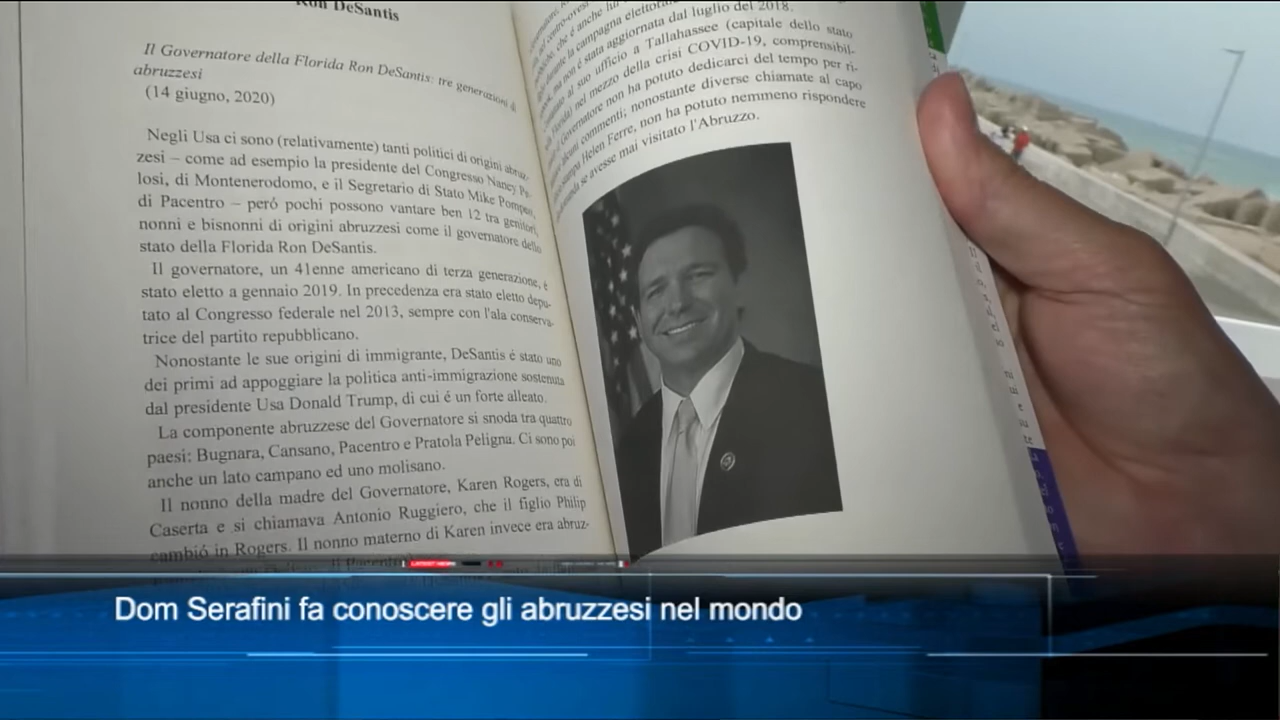 Ron DeSantis
Il Governatore della Florida Ron DeSantis: tre generazioni di
abruzzesi
(14 giugno, 2020)
Negli Usa ci sono (relativamente) tanti politici di origini abruz-
zesi – come ad esempio la presidente del Congresso Nancy Pe-
losi, di Montenerodomo, e il Segretario di Stato Mike Pompeo,
di Pacentro – peró pochi possono vantare ben 12 tra genitori,
nonni e bisnonni di origini abruzzesi come il governatore dello
stato della Florida Ron DeSantis.
Il governatore, un 41enne americano di terza generazione, é
stato eletto a gennaio 2019. In precedenza era stato eletto depu-
tato al Congresso federale nel 2013, sempre con l'ala conserva-
trice del partito repubblicano.
Nonostante le sue origini di immigrante, DeSantis é stato uno
dei primi ad appoggiare la politica anti-immigrazione sostenuta
dal presidente Usa Donald Trump, di cui é un forte alleato.
La componente abruzzese del Governatore si snoda tra quattro
paesi: Bugnara, Cansano, Pacentro e Pratola Peligna. Ci sono poi
anche un lato campano ed uno molisano.
Il nonno della madre del Governatore, Karen Rogers, era di
Caserta e si chiamava Antonio Ruggiero, che il figlio Philip
cambió in Rogers. Il nonno materno di Karen invece era abruz-
che é anche
durante la campagna elettorale
ma non é stata aggiornata dal luglio del 2018.
al suo ufficio a Tallahassee (capitale dello stato
nel mezzo della crisi COVID-19, comprensibil-
Governatore non ha potuto dedicarci del tempo per ri-
alcuni commenti; nonostante diverse chiamate al capo
stampa Helen Ferre, non ha potuto nemmeno rispondere
se avesse mai visitato l'Abruzzo.
LATEST NEWS
Dom Serafini fa conoscere gli abruzzesi nel mondo